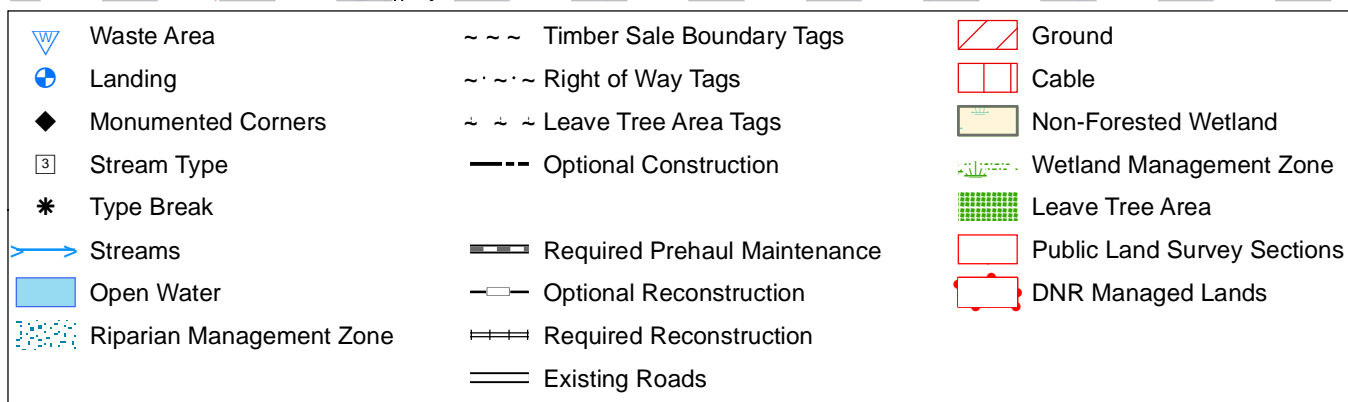 W Waste Area
Landing
Monumented Corners
3 Stream Type
Type Break
Streams
Open Water
Riparian Management Zone
Timber Sale Boundary Tags
Right of Way Tags
Leave Tree Area Tags
Optional Construction
Required Prehaul Maintenance
Optional Reconstruction
Required Reconstruction
Existing Roads
Ground
Cable
Non-Forested Wetland
Wetland Management Zone
Leave Tree Area
Public Land Survey Sections
DNR Managed Lands